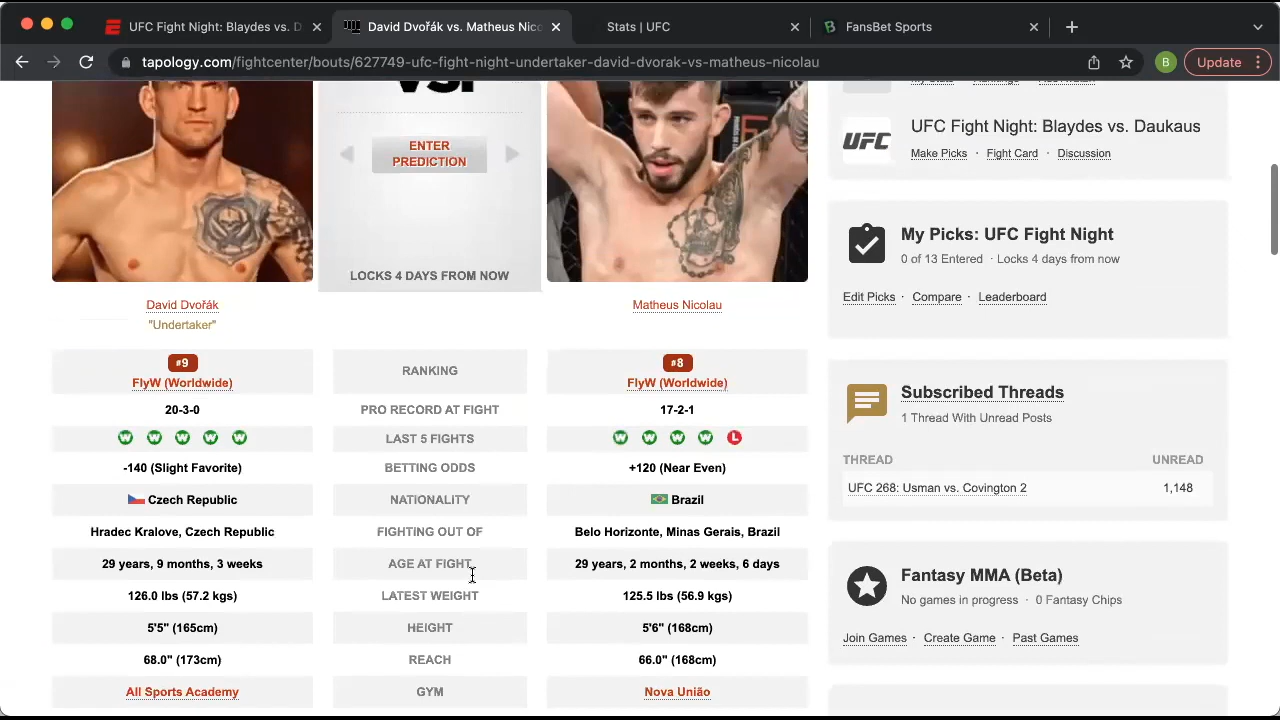 UFC Fight Night: Blaydes vs. D
David Dvořák vs. Matheus Nico
Stats | UFC
FansBet Sports
tapology.com/fightcenter/bouts/627749-ufc-fight-night-undertaker-david-dvorak-vs-matheus-nicolau
B
Update
ENTER PREDICTION
LOCKS 4 DAYS FROM NOW
David Dvořák
Matheus Nicolau
"Undertaker"
#9 FlyW (Worldwide)
RANKING
#8 FlyW (Worldwide)
20-3-0
PRO RECORD AT FIGHT
17-2-1
W W W W W
LAST 5 FIGHTS
W W W W L
-140 (Slight Favorite)
BETTING ODDS
+120 (Near Even)
Czech Republic
NATIONALITY
Brazil
Hradec Kralove, Czech Republic
FIGHTING OUT OF
Belo Horizonte, Minas Gerais, Brazil
29 years, 9 months, 3 weeks
AGE AT FIGHT
29 years, 2 months, 2 weeks, 6 days
126.0 lbs (57.2 kgs)
LATEST WEIGHT
125.5 lbs (56.9 kgs)
5'5" (165cm)
HEIGHT
5'6" (168cm)
68.0" (173cm)
REACH
66.0" (168cm)
All Sports Academy
GYM
Nova União
UFC
UFC Fight Night: Blaydes vs. Daukaus
Make Picks · Fight Card · Discussion
My Picks: UFC Fight Night
0 of 13 Entered · Locks 4 days from now
Edit Picks · Compare · Leaderboard
Subscribed Threads
1 Thread With Unread Posts
THREAD
UNREAD
UFC 268: Usman vs. Covington 2
1,148
Fantasy MMA (Beta)
No games in progress · 0 Fantasy Chips
Join Games · Create Game · Past Games